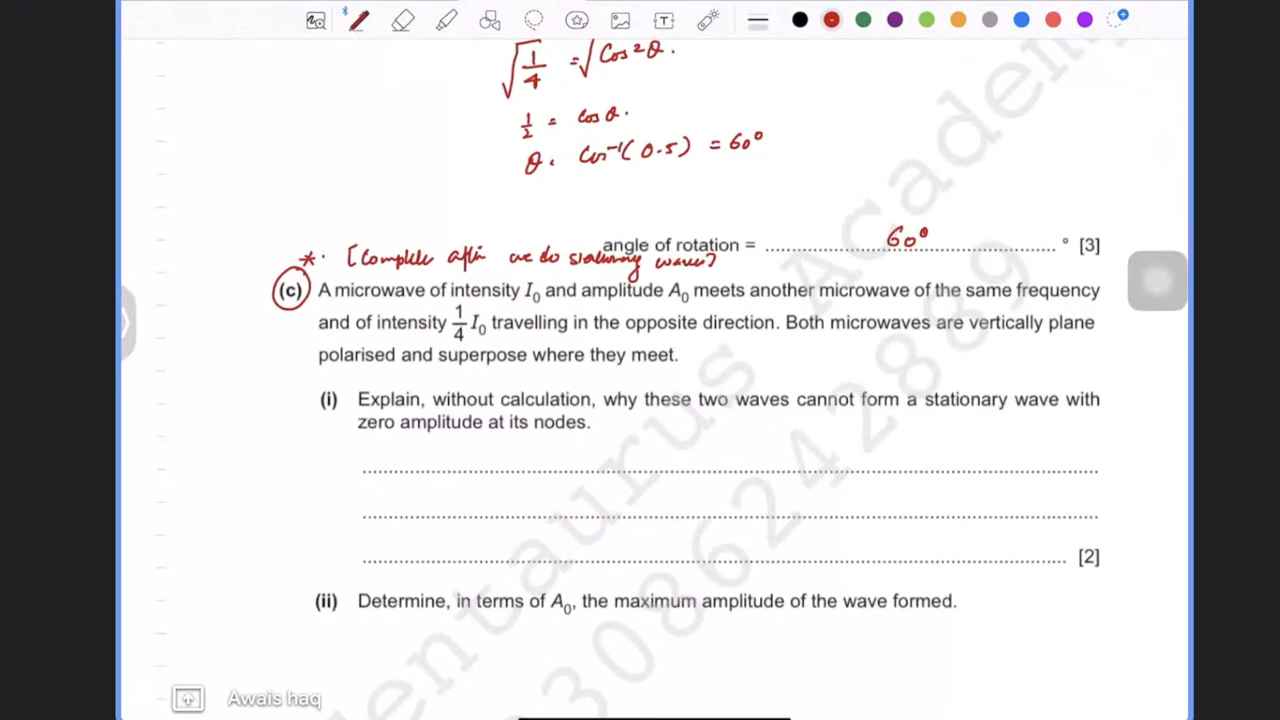 √1/4 = √Cos²θ.
1/2 = Cosθ.
θ = Cos⁻¹(0.5) = 60°
angle of rotation = .......... 60° .......... ° [3]
*. [Complete after we do stationary waves]
(c) A microwave of intensity I₀ and amplitude A₀ meets another microwave of the same frequency
and of intensity 1/4 I₀ travelling in the opposite direction. Both microwaves are vertically plane
polarised and superpose where they meet.
(i) Explain, without calculation, why these two waves cannot form a stationary wave with
zero amplitude at its nodes.
[2]
(ii) Determine, in terms of A₀, the maximum amplitude of the wave formed.
Awais haq
entaurus Academy
3086242889